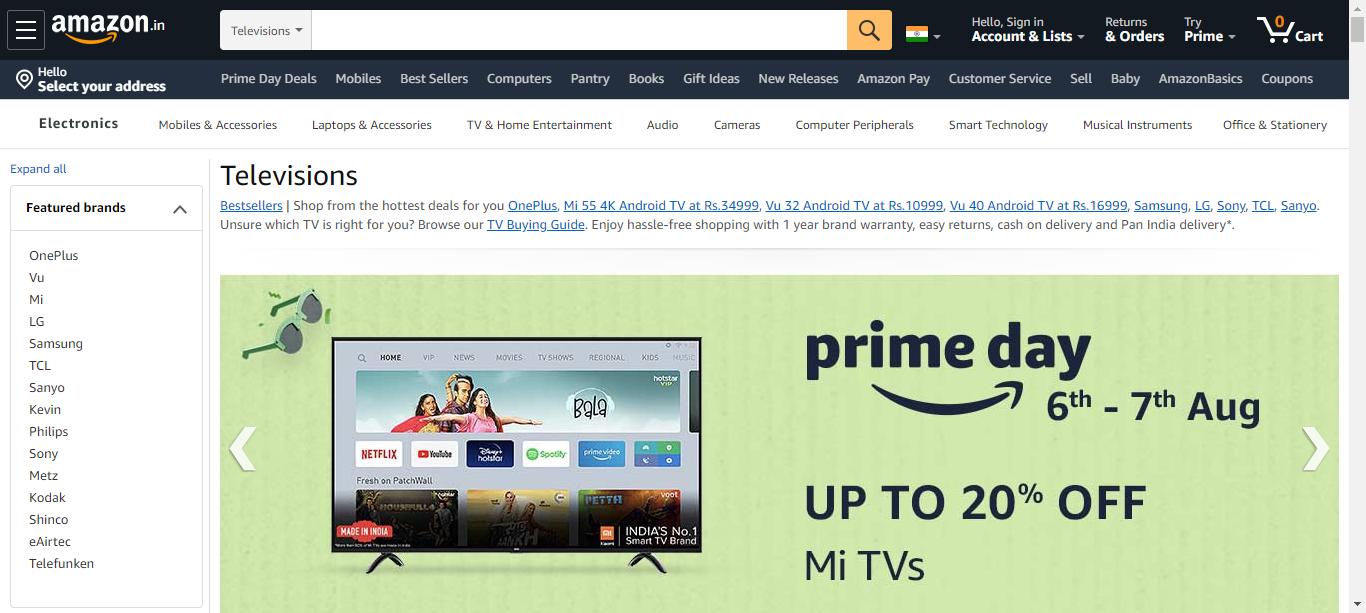 amazon.in
Televisions
Hello, Sign in
Account & Lists
Returns
& Orders
Try
Prime
0
Cart
Hello
Select your address
Prime Day Deals Mobiles Best Sellers Computers Pantry Books Gift Ideas New Releases Amazon Pay Customer Service Sell Baby AmazonBasics Coupons
Electronics Mobiles & Accessories Laptops & Accessories TV & Home Entertainment Audio Cameras Computer Peripherals Smart Technology Musical Instruments Office & Stationery
Expand all
Featured brands
OnePlus
Vu
Mi
LG
Samsung
TCL
Sanyo
Kevin
Philips
Sony
Metz
Kodak
Shinco
eAirtec
Telefunken
Televisions
Bestsellers | Shop from the hottest deals for you OnePlus, Mi 55 4K Android TV at Rs.34999, Vu 32 Android TV at Rs.10999, Vu 40 Android TV at Rs.16999, Samsung, LG, Sony, TCL, Sanyo.
Unsure which TV is right for you? Browse our TV Buying Guide. Enjoy hassle-free shopping with 1 year brand warranty, easy returns, cash on delivery and Pan India delivery*.
HOME VIP NEWS MOVIES TV SHOWS REGIONAL KIDS MUSIC
hotstar
VIP
BALA
NETFLIX YouTube Disney+ hotstar Spotify prime video
Fresh on PatchWall
hotstar
voot
HOUSEFULL4
PETTA
MADE IN INDIA
mi
Xiaomi
INDIA'S No.1
Smart TV Brand
prime day
6th - 7th Aug
UP TO 20% OFF
Mi TVs